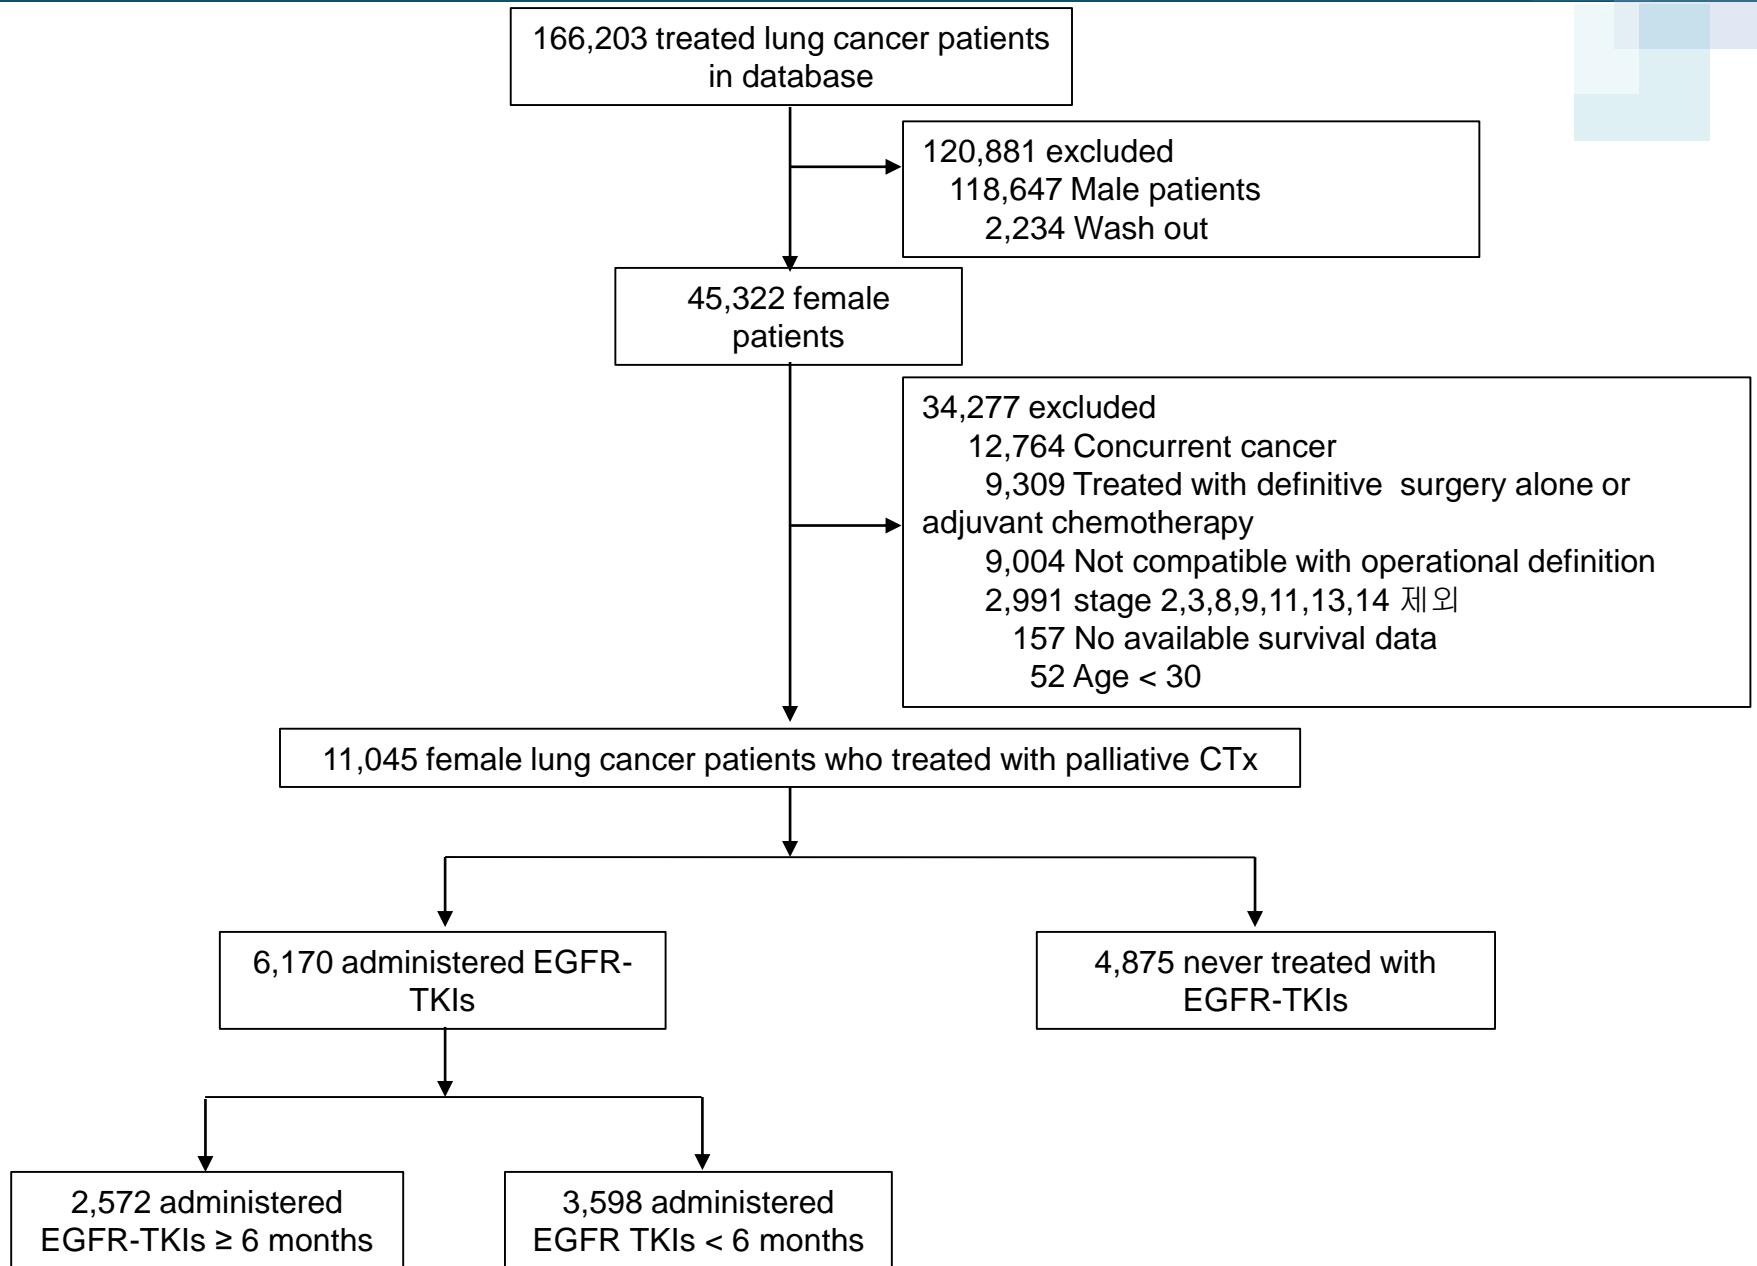 166,203 treated lung cancer patients
in database
120,881 excluded
118,647 Male patients
2,234 Wash out
45,322 female
patients
34,277 excluded
12,764 Concurrent cancer
9,309 Treated with definitive surgery alone or
adjuvant chemotherapy
9,004 Not compatible with operational definition
2,991 stage 2,3,8,9,11,13,14 제외
157 No available survival data
52 Age < 30
11,045 female lung cancer patients who treated with palliative CTx
6,170 administered EGFR-
TKIs
4,875 never treated with
EGFR-TKIs
2,572 administered
EGFR-TKIs ≥ 6 months
3,598 administered
EGFR TKIs < 6 months